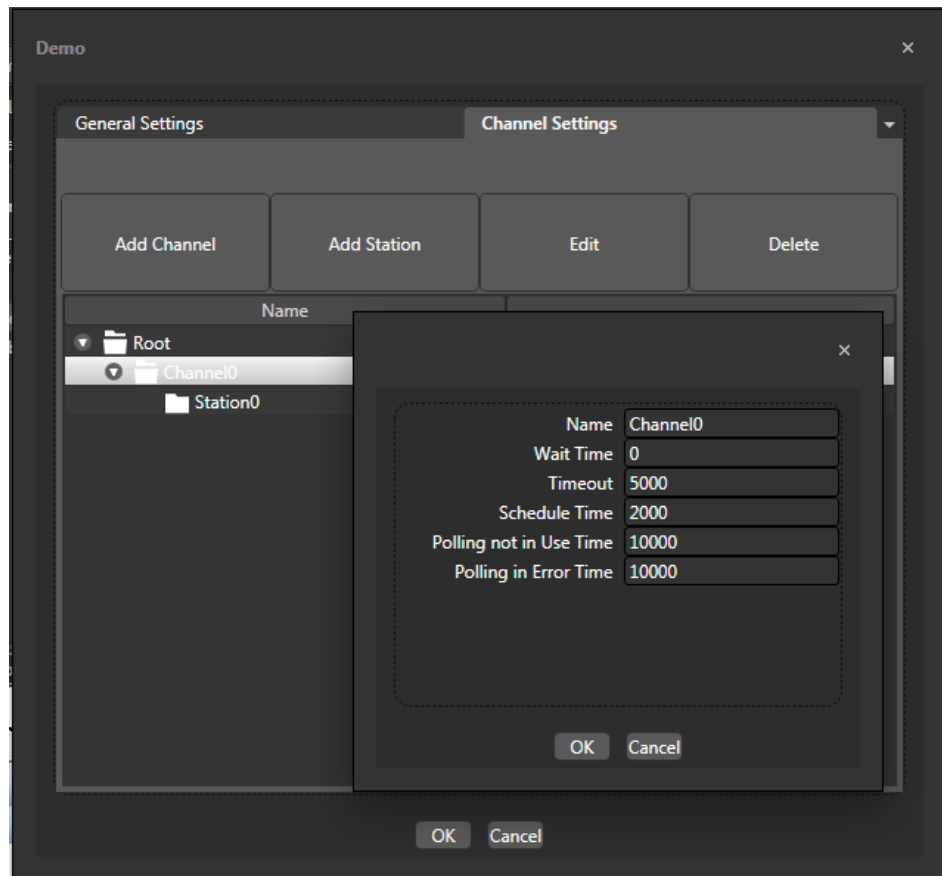 Demo
General Settings Channel Settings
Add Channel Add Station Edit Delete
Name
Root
Channel0
Station0
Name Channel0
Wait Time 0
Timeout 5000
Schedule Time 2000
Polling not in Use Time 10000
Polling in Error Time 10000
OK Cancel
OK Cancel